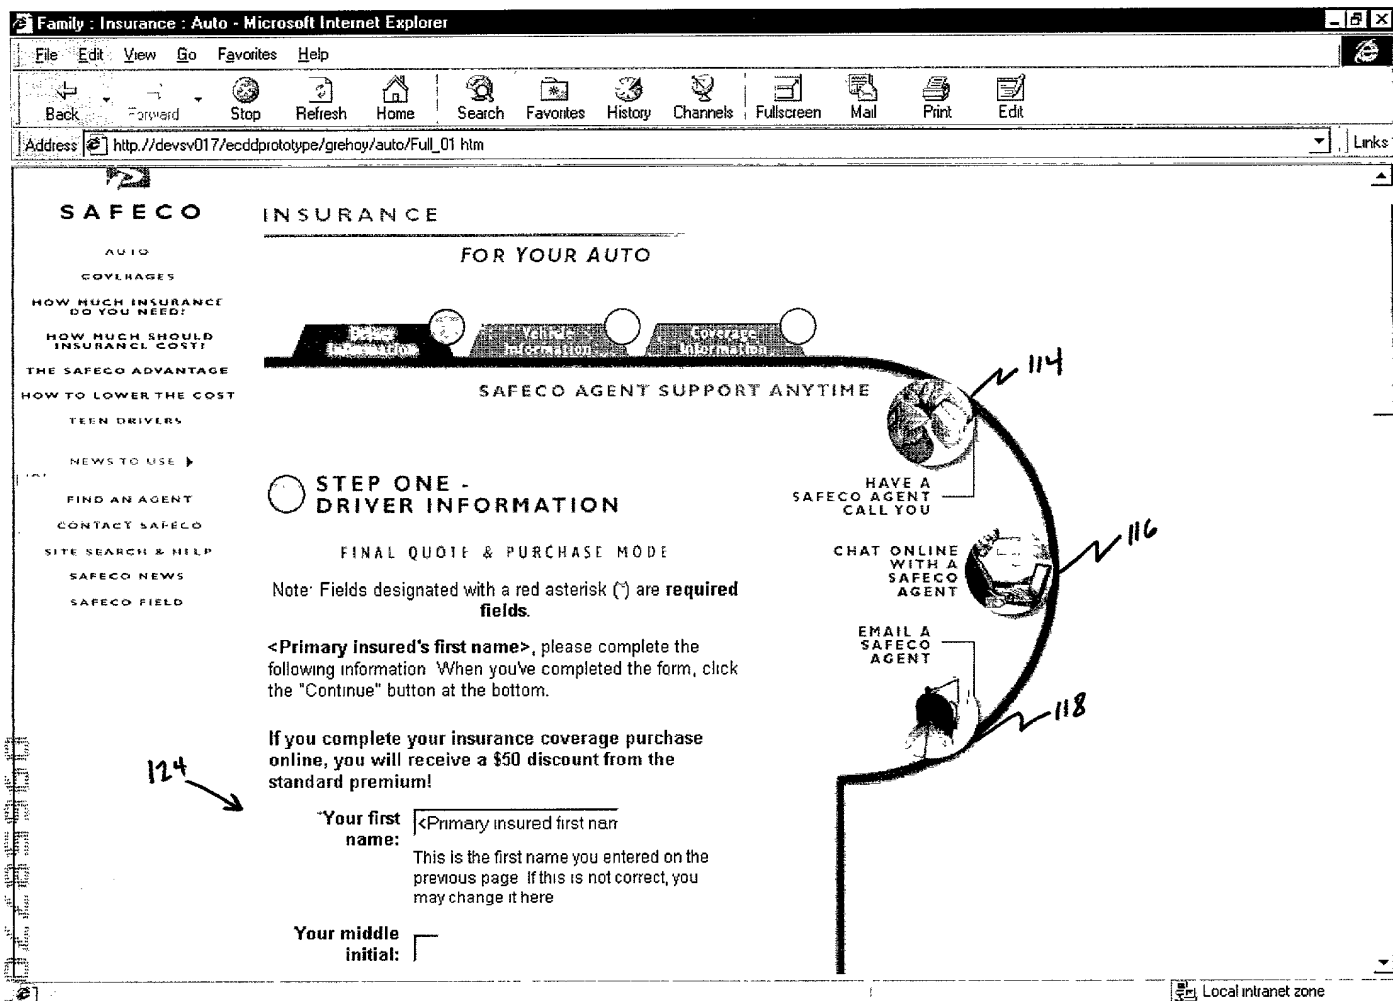 Family : Insurance : Auto - Microsoft Internet Explorer
File Edit View Go Favorites Help
Back Forward Stop Refresh Home Search Favorites History Channels Fullscreen Mail Print Edit
Address http://devsv017/ecddprototype/grehoy/auto/Full_01 htm Links
SAFECO
AUTO
COVERAGES
HOW MUCH INSURANCE
DO YOU NEED?
HOW MUCH SHOULD
INSURANCE COST?
THE SAFECO ADVANTAGE
HOW TO LOWER THE COST
TEEN DRIVERS
NEWS TO USE
FIND AN AGENT
CONTACT SAFECO
SITE SEARCH & HELP
SAFECO NEWS
SAFECO FIELD
INSURANCE
FOR YOUR AUTO
Driver
Information
Vehicle
Information
Coverage
Information
SAFECO AGENT SUPPORT ANYTIME
114
HAVE A
SAFECO AGENT
CALL YOU
116
CHAT ONLINE
WITH A
SAFECO
AGENT
EMAIL A
SAFECO
AGENT
118
STEP ONE -
DRIVER INFORMATION
FINAL QUOTE & PURCHASE MODE
Note: Fields designated with a red asterisk (*) are required
fields.
<Primary insured's first name>, please complete the
following information When you've completed the form, click
the "Continue" button at the bottom.
If you complete your insurance coverage purchase
online, you will receive a $50 discount from the
standard premium!
124
*Your first
name:
<Primary insured first nam
This is the first name you entered on the
previous page If this is not correct, you
may change it here
Your middle
initial:
Local intranet zone